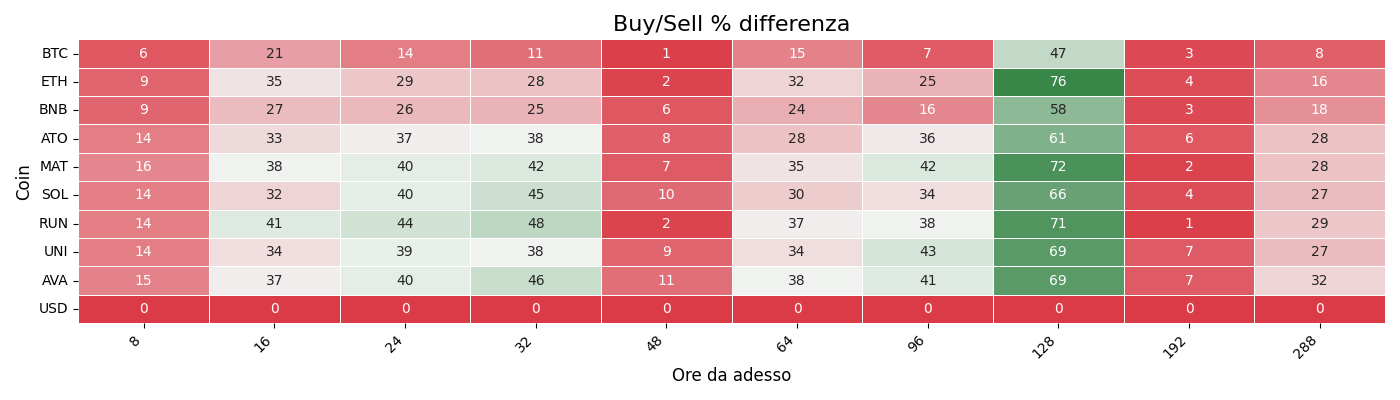 Buy/Sell % differenza
Coin
BTC 6 21 14 11 1 15 7 47 3 8
ETH 9 35 29 28 2 32 25 76 4 16
BNB 9 27 26 25 6 24 16 58 3 18
ATO 14 33 37 38 8 28 36 61 6 28
MAT 16 38 40 42 7 35 42 72 2 28
SOL 14 32 40 45 10 30 34 66 4 27
RUN 14 41 44 48 2 37 38 71 1 29
UNI 14 34 39 38 9 34 43 69 7 27
AVA 15 37 40 46 11 38 41 69 7 32
USD 0 0 0 0 0 0 0 0 0 0
8 16 24 32 48 64 96 128 192 288
Ore da adesso